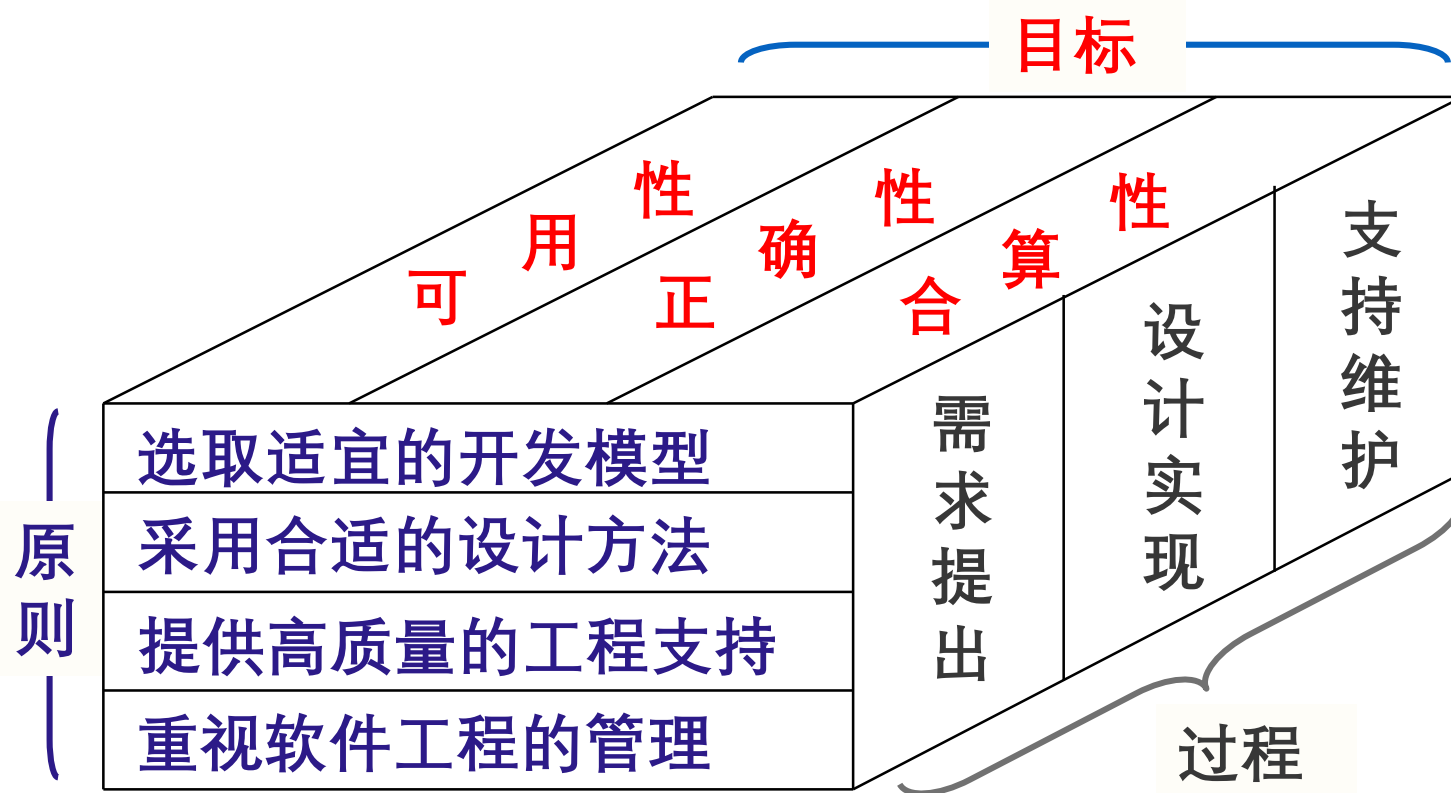 目标
可用性
正确性
合算性
原则
选取适宜的开发模型
采用合适的设计方法
提供高质量的工程支持
重视软件工程的管理
需求提出
设计实现
支持维护
过程